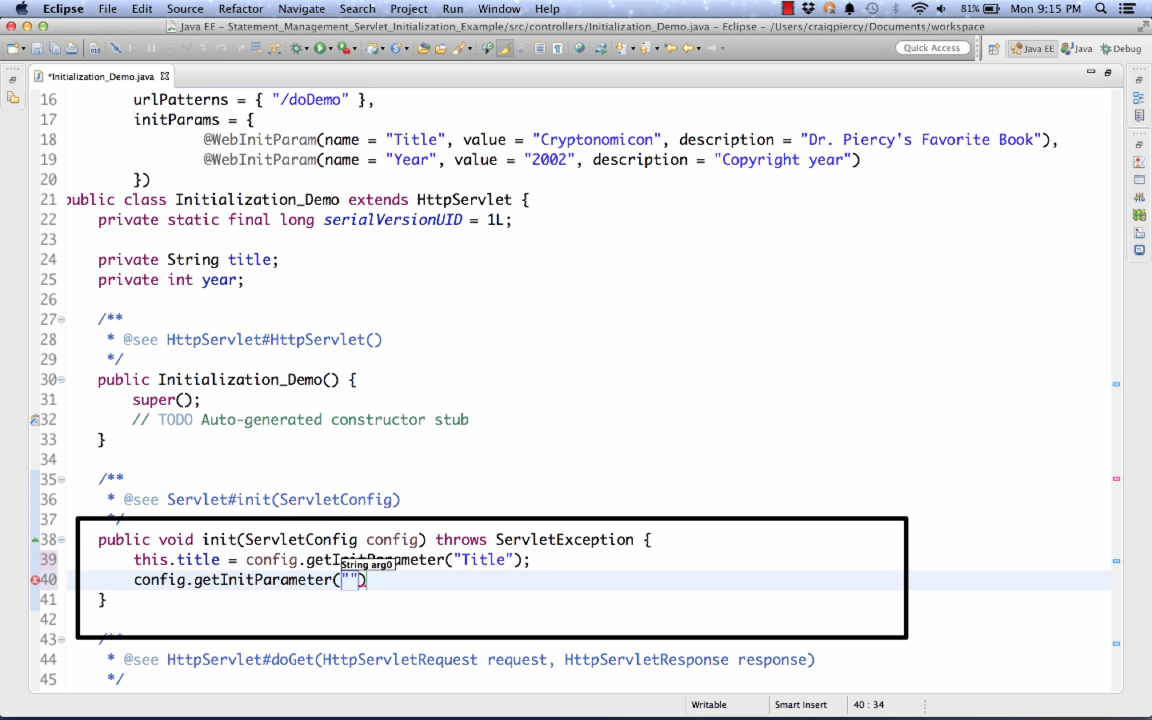 Eclipse File Edit Source Refactor Navigate Search Project Run Window Help 81% Mon 9:15 PM
Java EE - Statement_Management_Servlet_Initialization_Example/src/controllers/Initialization_Demo.java - Eclipse - /Users/craigpiercy/Documents/workspace
Quick Access Java EE Java Debug
*Initialization_Demo.java
16 urlPatterns = { "/doDemo" },
17 initParams = {
18 @WebInitParam(name = "Title", value = "Cryptonomicon", description = "Dr. Piercy's Favorite Book"),
19 @WebInitParam(name = "Year", value = "2002", description = "Copyright year")
20 })
21 public class Initialization_Demo extends HttpServlet {
22 private static final long serialVersionUID = 1L;
23
24 private String title;
25 private int year;
26
27 /**
28 * @see HttpServlet#HttpServlet()
29 */
30 public Initialization_Demo() {
31 super();
32 // TODO Auto-generated constructor stub
33 }
34
35 /**
36 * @see Servlet#init(ServletConfig)
37 */
38 public void init(ServletConfig config) throws ServletException {
39 this.title = config.getInitParameter("Title");
String arg0
40 config.getInitParameter("")
41 }
42
43 /**
44 * @see HttpServlet#doGet(HttpServletRequest request, HttpServletResponse response)
45 */
Writable Smart Insert 40 : 34